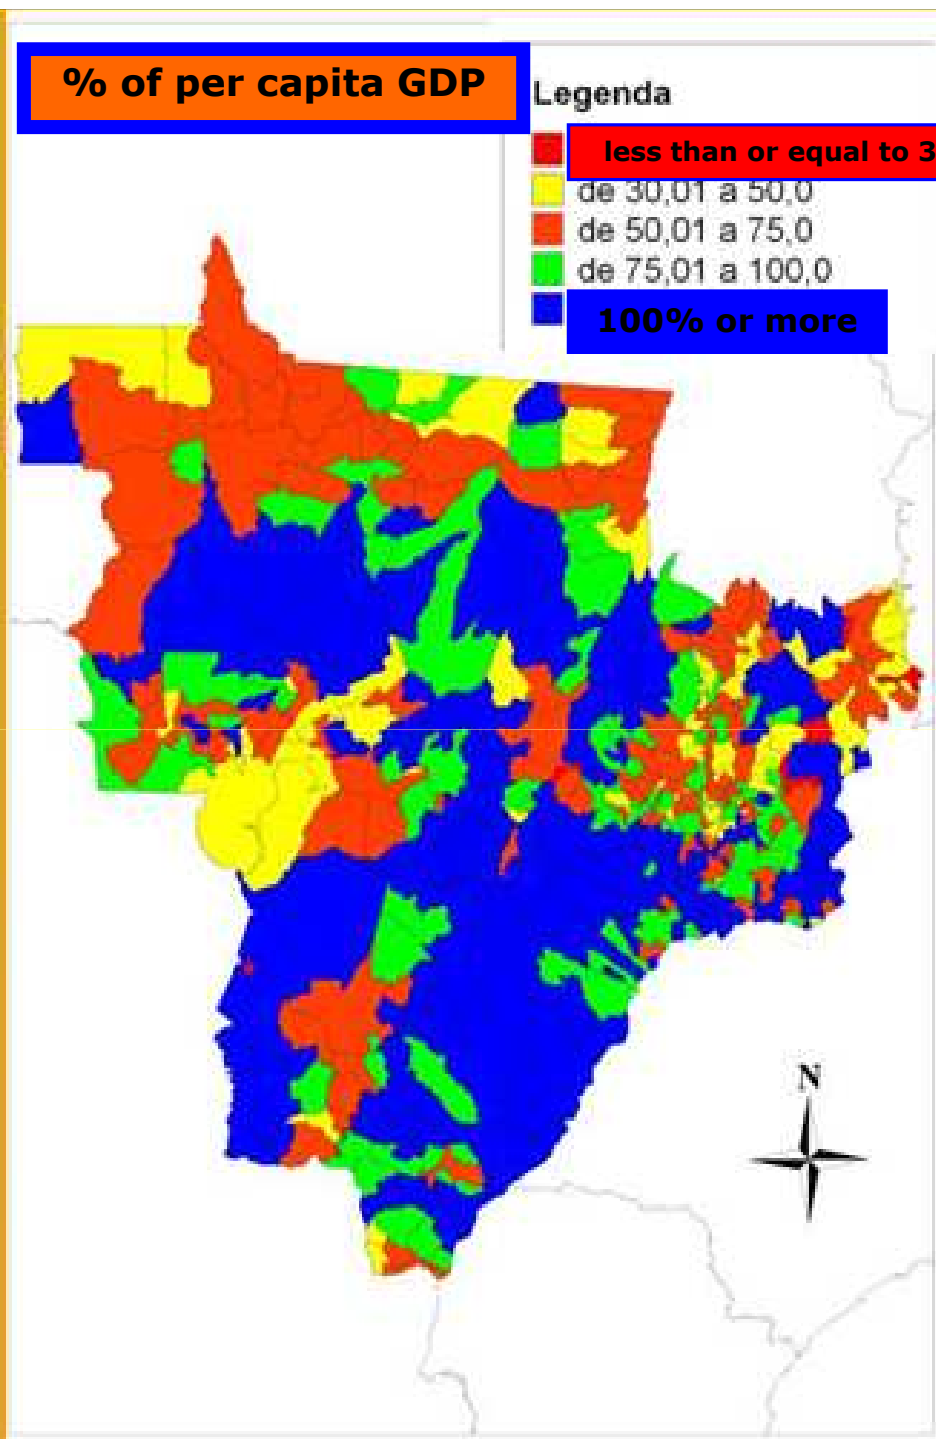 % of per capita GDP
Legenda
less than or equal to 3
de 30,01 a 50,0
de 50,01 a 75,0
de 75,01 a 100,0
100% or more
N